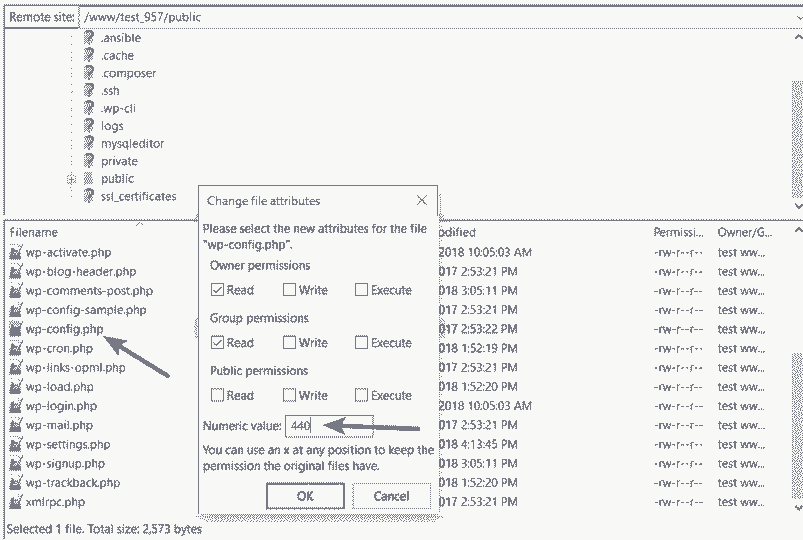 Remote site: /www/test_957/public
.ansible
.cache
.composer
.ssh
.wp-cli
logs
mysqleditor
private
public
ssl_certificates
Filename
odified
Permissi...
Owner/G...
wp-activate.php 2018 10:05:03 AM -rw-r--r-- test ww...
wp-blog-header.php 017 2:53:21 PM -rw-r--r-- test ww...
wp-comments-post.php 018 3:05:11 PM -rw-r--r-- test ww...
wp-config-sample.php 017 2:53:21 PM -rw-r--r-- test ww...
wp-config.php 017 2:53:22 PM -rw-r--r-- test ww...
wp-cron.php 018 1:52:19 PM -rw-r--r-- test ww...
wp-links-opml.php 017 2:53:21 PM -rw-r--r-- test ww...
wp-load.php 018 1:52:20 PM -rw-r--r-- test ww...
wp-login.php 2018 10:05:03 AM -rw-r--r-- test ww...
wp-mail.php 017 2:53:21 PM -rw-r--r-- test ww...
wp-settings.php 018 4:13:45 PM -rw-r--r-- test ww...
wp-signup.php 018 3:05:11 PM -rw-r--r-- test ww...
wp-trackback.php 018 1:52:20 PM -rw-r--r-- test ww...
xmlrpc.php 017 2:53:21 PM -rw-r--r-- test ww...
Selected 1 file. Total size: 2,573 bytes
Change file attributes
Please select the new attributes for the file
"wp-config.php".
Owner permissions
Read Write Execute
Group permissions
Read Write Execute
Public permissions
Read Write Execute
Numeric value: 440
You can use an x at any position to keep the
permission the original files have.
OK Cancel